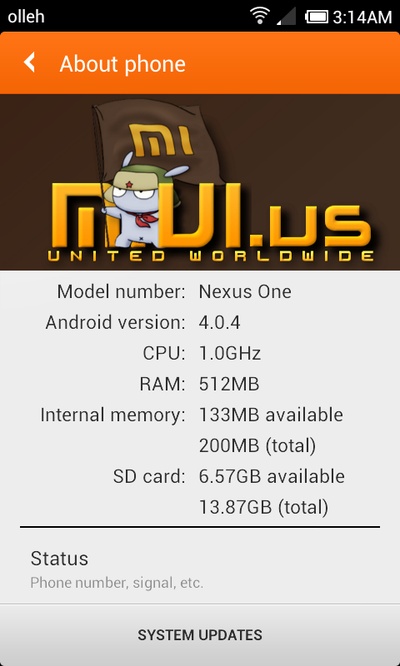 olleh
3:14AM
About phone
MI
MIUI.us
UNITED WORLDWIDE
Model number: Nexus One
Android version: 4.0.4
CPU: 1.0GHz
RAM: 512MB
Internal memory: 133MB available
200MB (total)
SD card: 6.57GB available
13.87GB (total)
Status
Phone number, signal, etc.
SYSTEM UPDATES